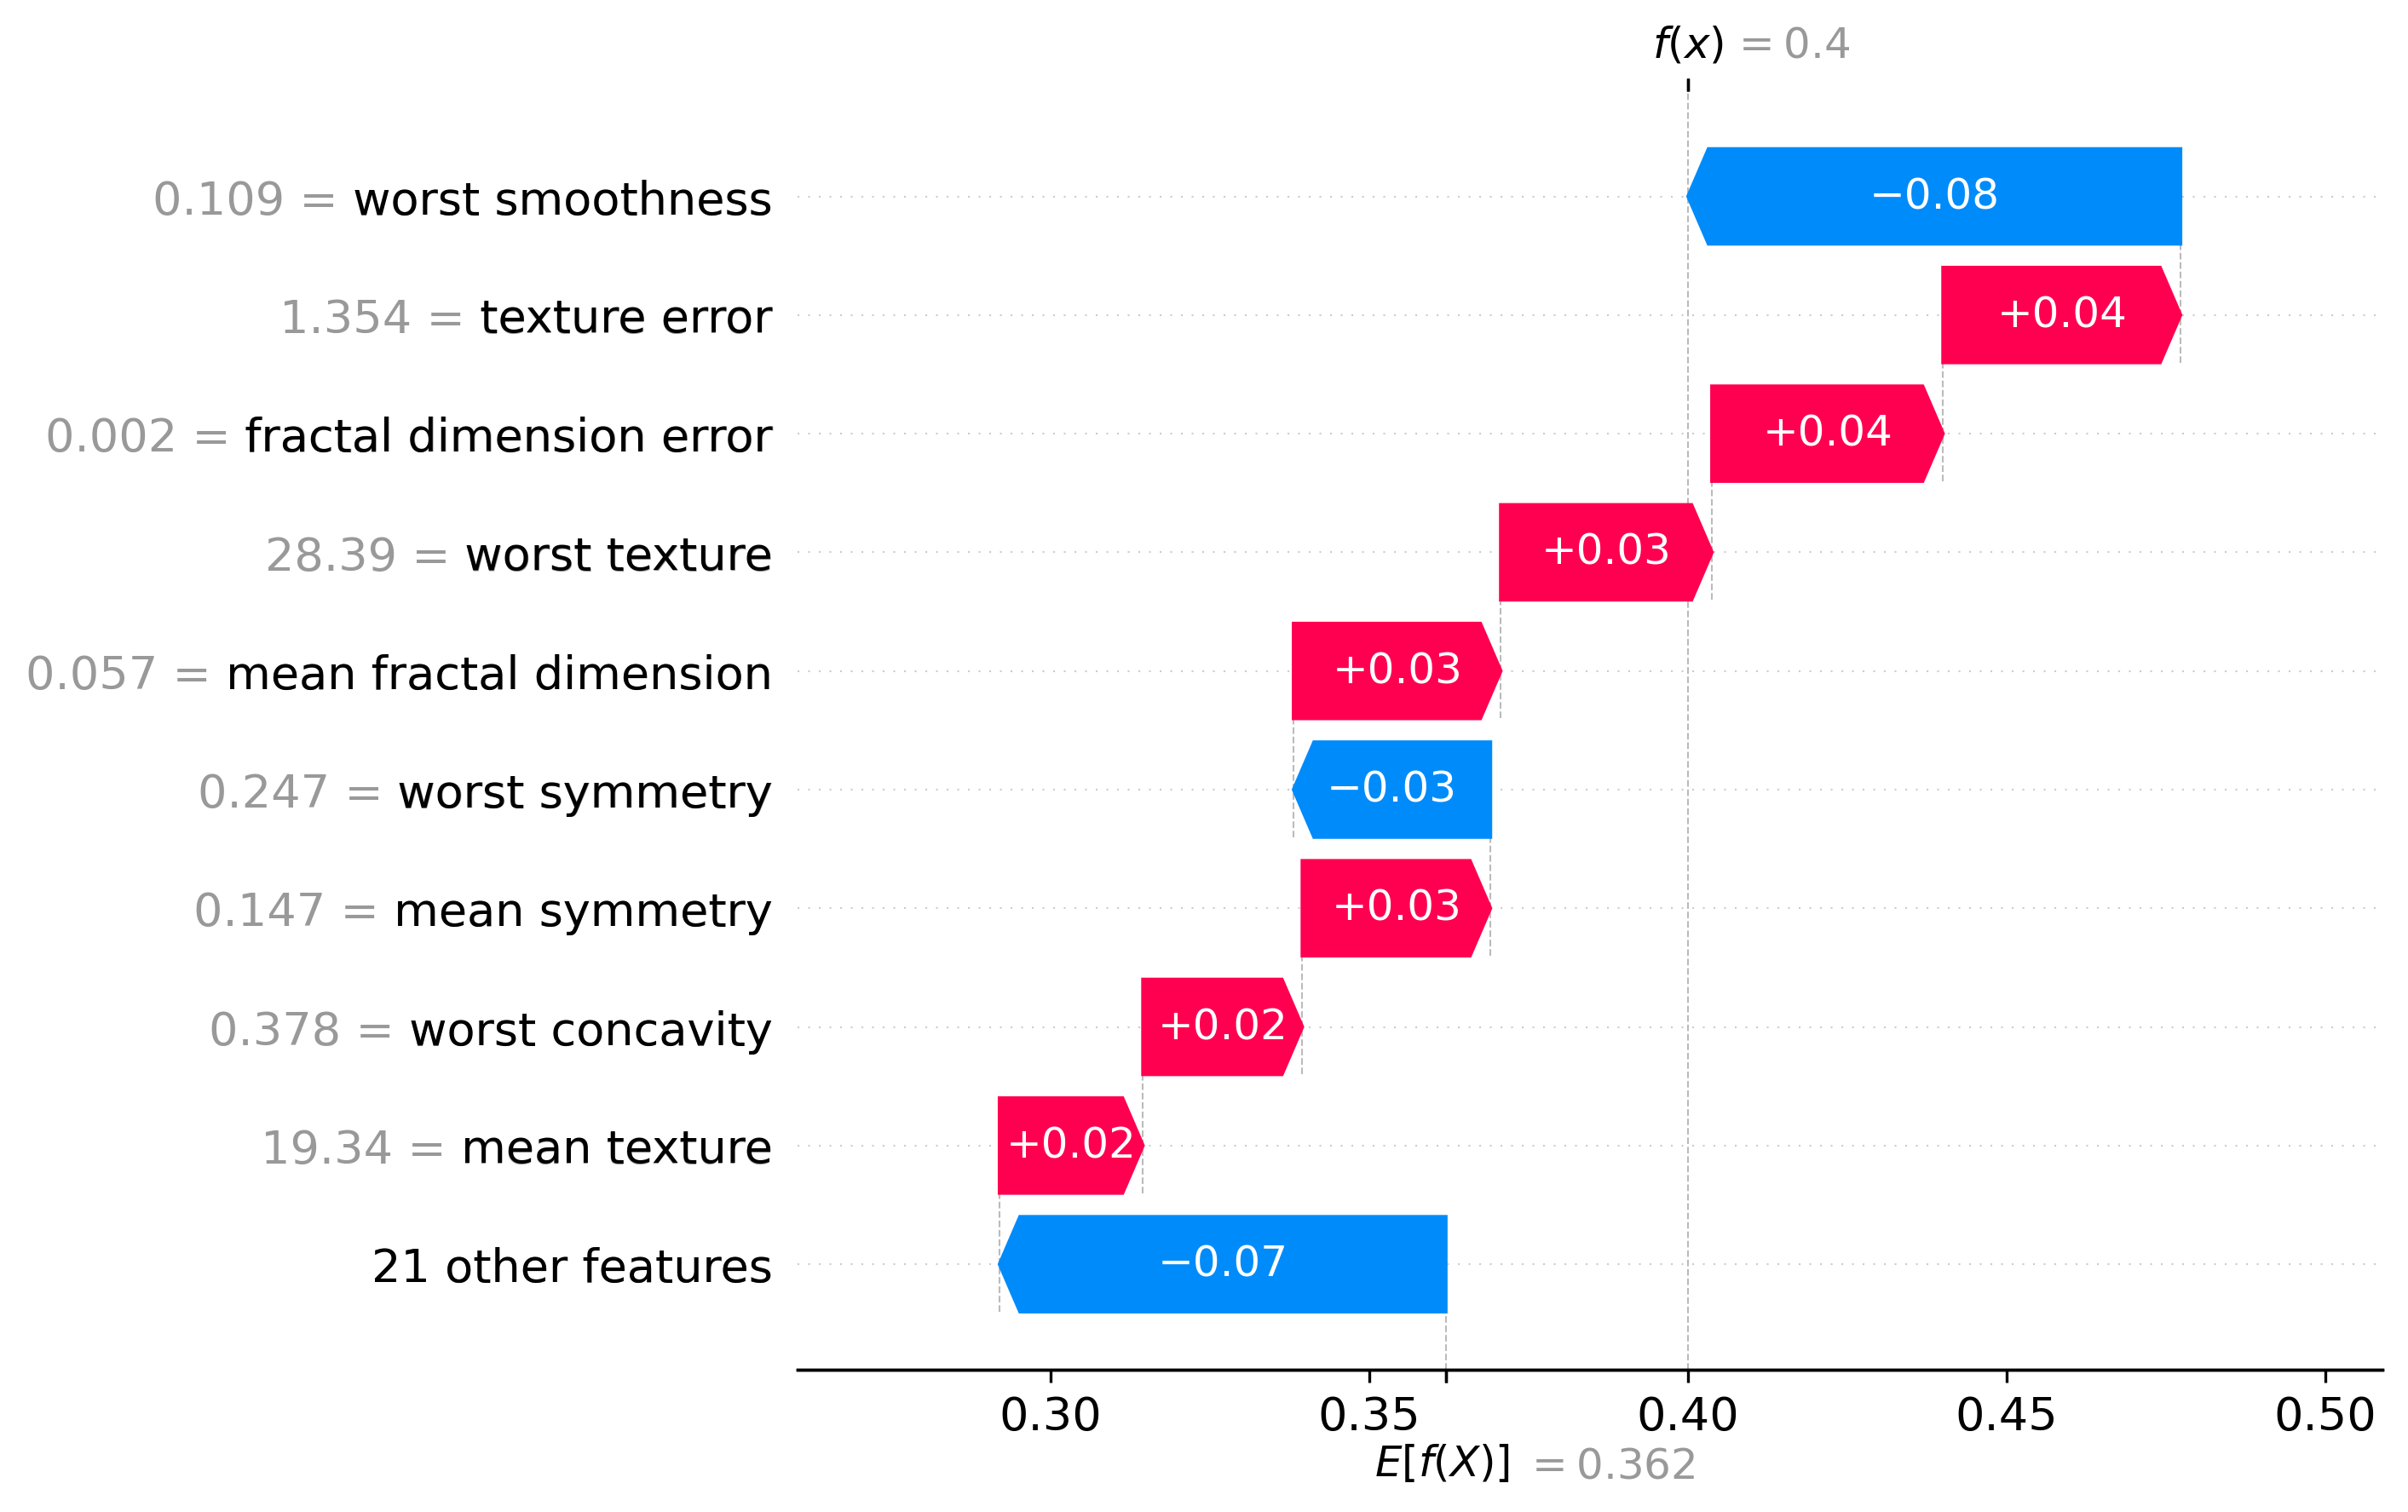 f(x) = 0.4
0.109 = worst smoothness −0.08
1.354 = texture error +0.04
0.002 = fractal dimension error +0.04
28.39 = worst texture +0.03
0.057 = mean fractal dimension +0.03
0.247 = worst symmetry −0.03
0.147 = mean symmetry +0.03
0.378 = worst concavity +0.02
19.34 = mean texture +0.02
21 other features −0.07
0.30 0.35 0.40 0.45 0.50
E[f(X)] = 0.362